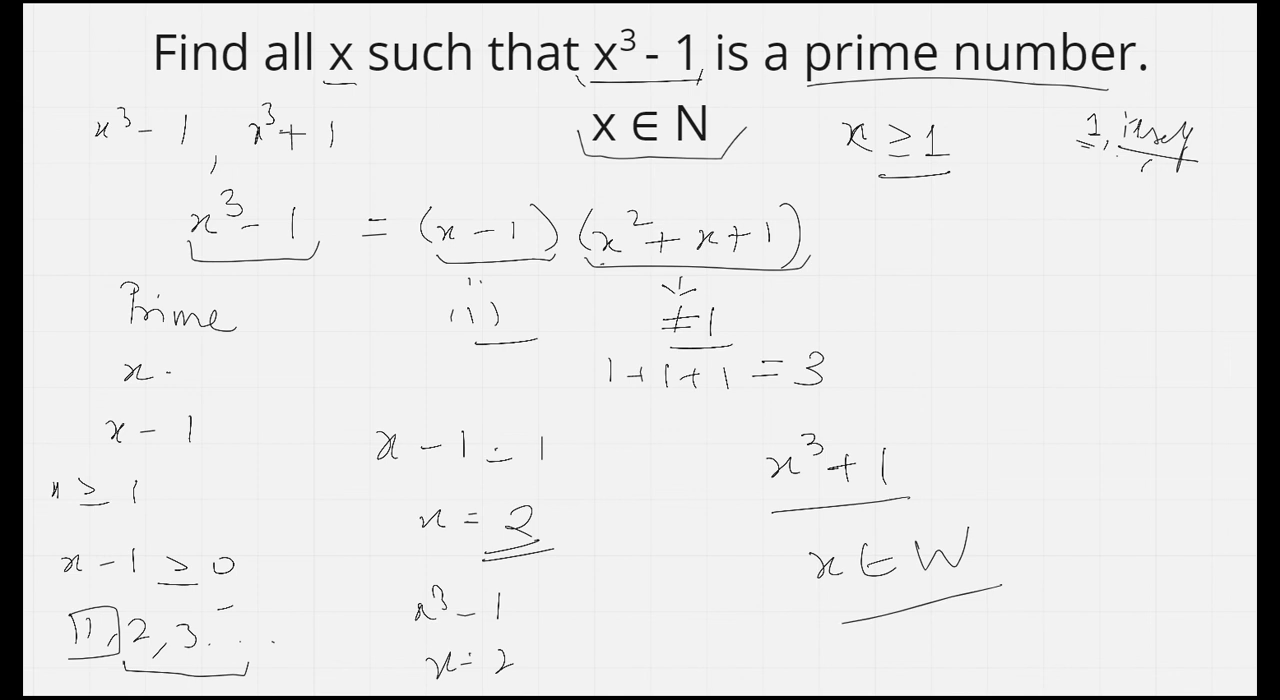 Find all x such that x³ - 1 is a prime number.
x ∈ N
x³ - 1, x³ + 1
x ≥ 1
1, itself
x³ - 1 = (x - 1) (x² + x + 1)
Prime
(1)
≠ 1
x.
1 + 1 + 1 = 3
x - 1
x - 1 = 1
x³ + 1
x ≥ 1
x = 2
x ∈ W
x - 1 ≥ 0
x³ - 1
1, 2, 3 . . .
x = 2